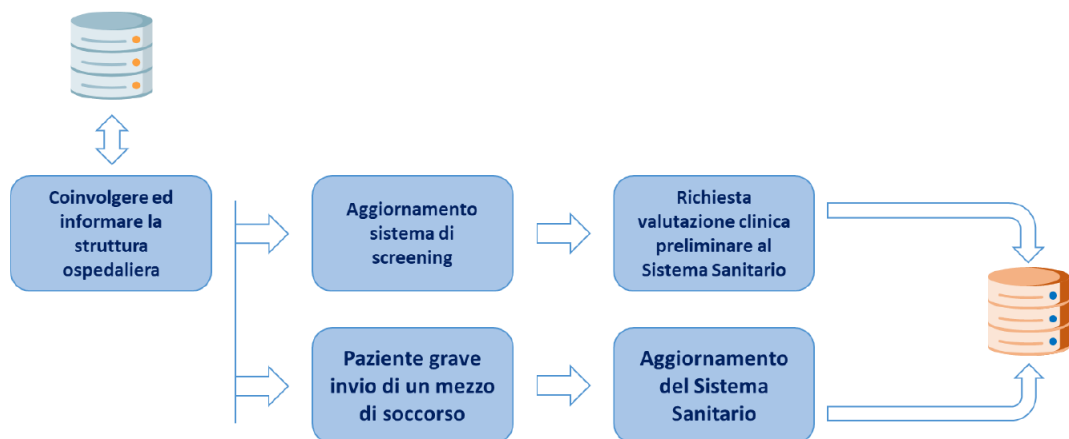 Coinvolgere ed
informare la
struttura
ospedaliera
Aggiornamento
sistema di
screening
Richiesta
valutazione clinica
preliminare al
Sistema Sanitario
Paziente grave
invio di un mezzo
di soccorso
Aggiornamento
del Sistema
Sanitario